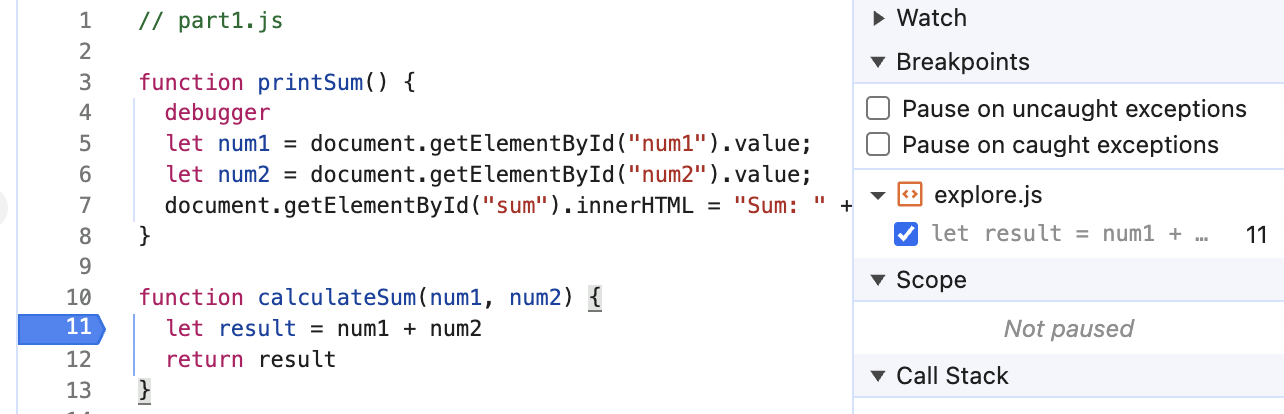 1 // part1.js
2
3 function printSum() {
4 debugger
5 let num1 = document.getElementById("num1").value;
6 let num2 = document.getElementById("num2").value;
7 document.getElementById("sum").innerHTML = "Sum: " +
8 }
9
10 function calculateSum(num1, num2) {
11 let result = num1 + num2
12 return result
13 }
Watch
Breakpoints
Pause on uncaught exceptions
Pause on caught exceptions
explore.js
let result = num1 + … 11
Scope
Not paused
Call Stack